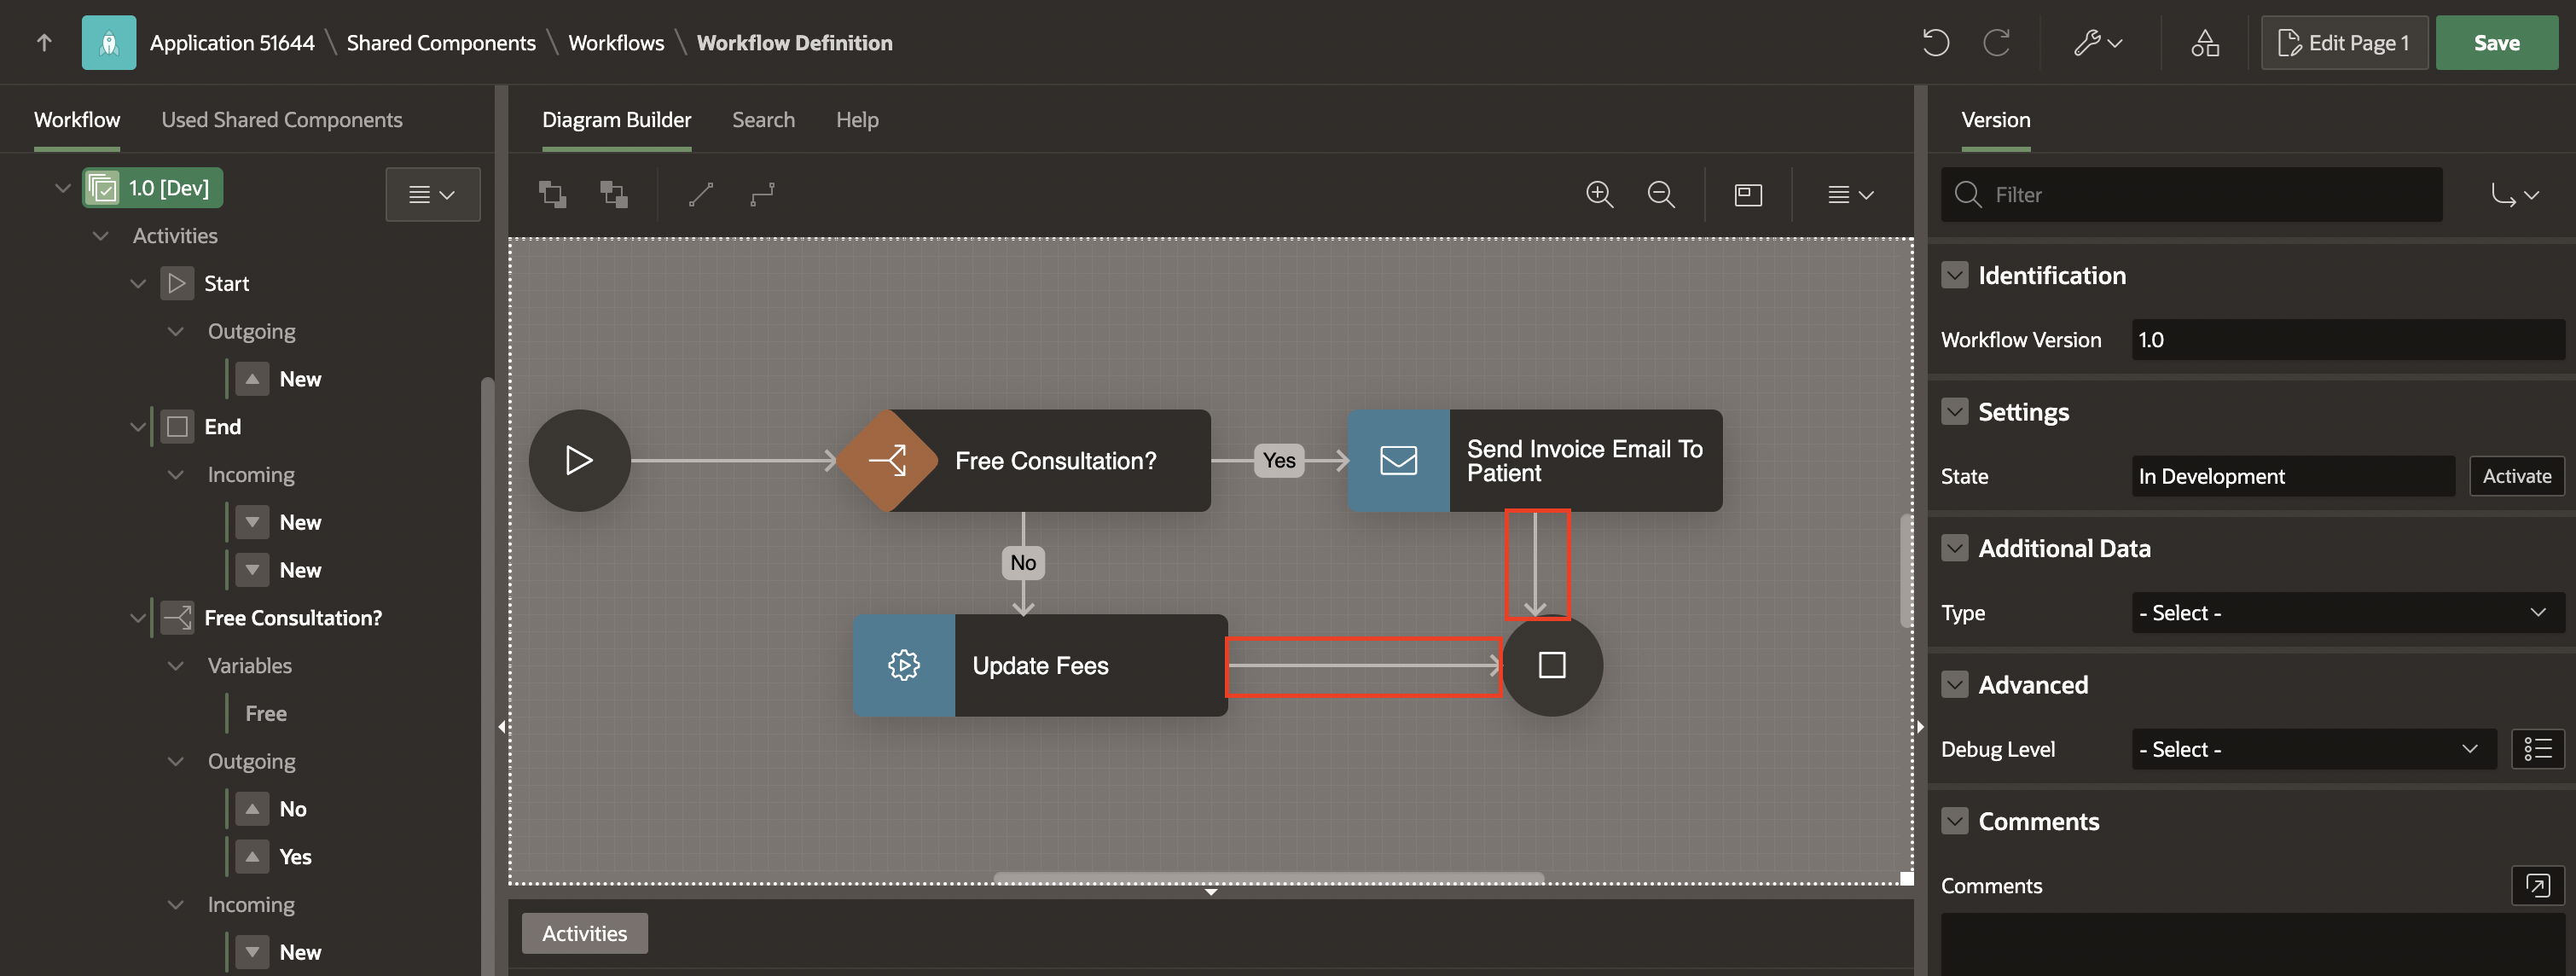 Application 51644 \ Shared Components \ Workflows \ Workflow Definition
Edit Page 1
Save
Workflow
Used Shared Components
1.0 [Dev]
Activities
Start
Outgoing
New
End
Incoming
New
New
Free Consultation?
Variables
Free
Outgoing
No
Yes
Incoming
New
Diagram Builder
Search
Help
Free Consultation?
Yes
Send Invoice Email To
Patient
No
Update Fees
Activities
Version
Filter
Identification
Workflow Version
1.0
Settings
State
In Development
Activate
Additional Data
Type
- Select -
Advanced
Debug Level
- Select -
Comments
Comments